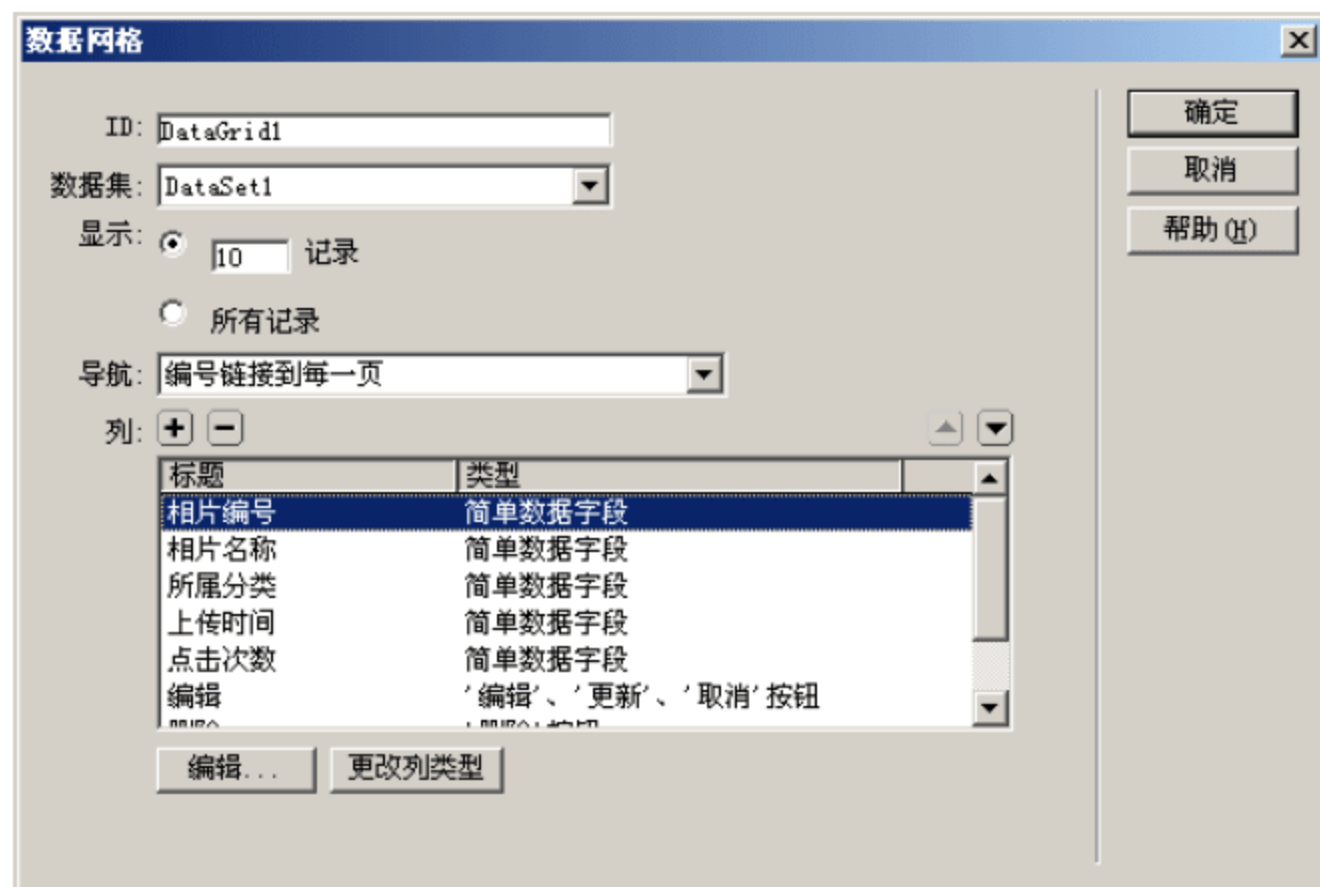 数据网格
ID: DataGrid1
数据集: DataSet1
显示: 10 记录
所有记录
导航: 编号链接到每一页
列:
标题 类型
相片编号 简单数据字段
相片名称 简单数据字段
所属分类 简单数据字段
上传时间 简单数据字段
点击次数 简单数据字段
编辑 '编辑'、'更新'、'取消'按钮
编辑... 更改列类型
确定
取消
帮助(H)